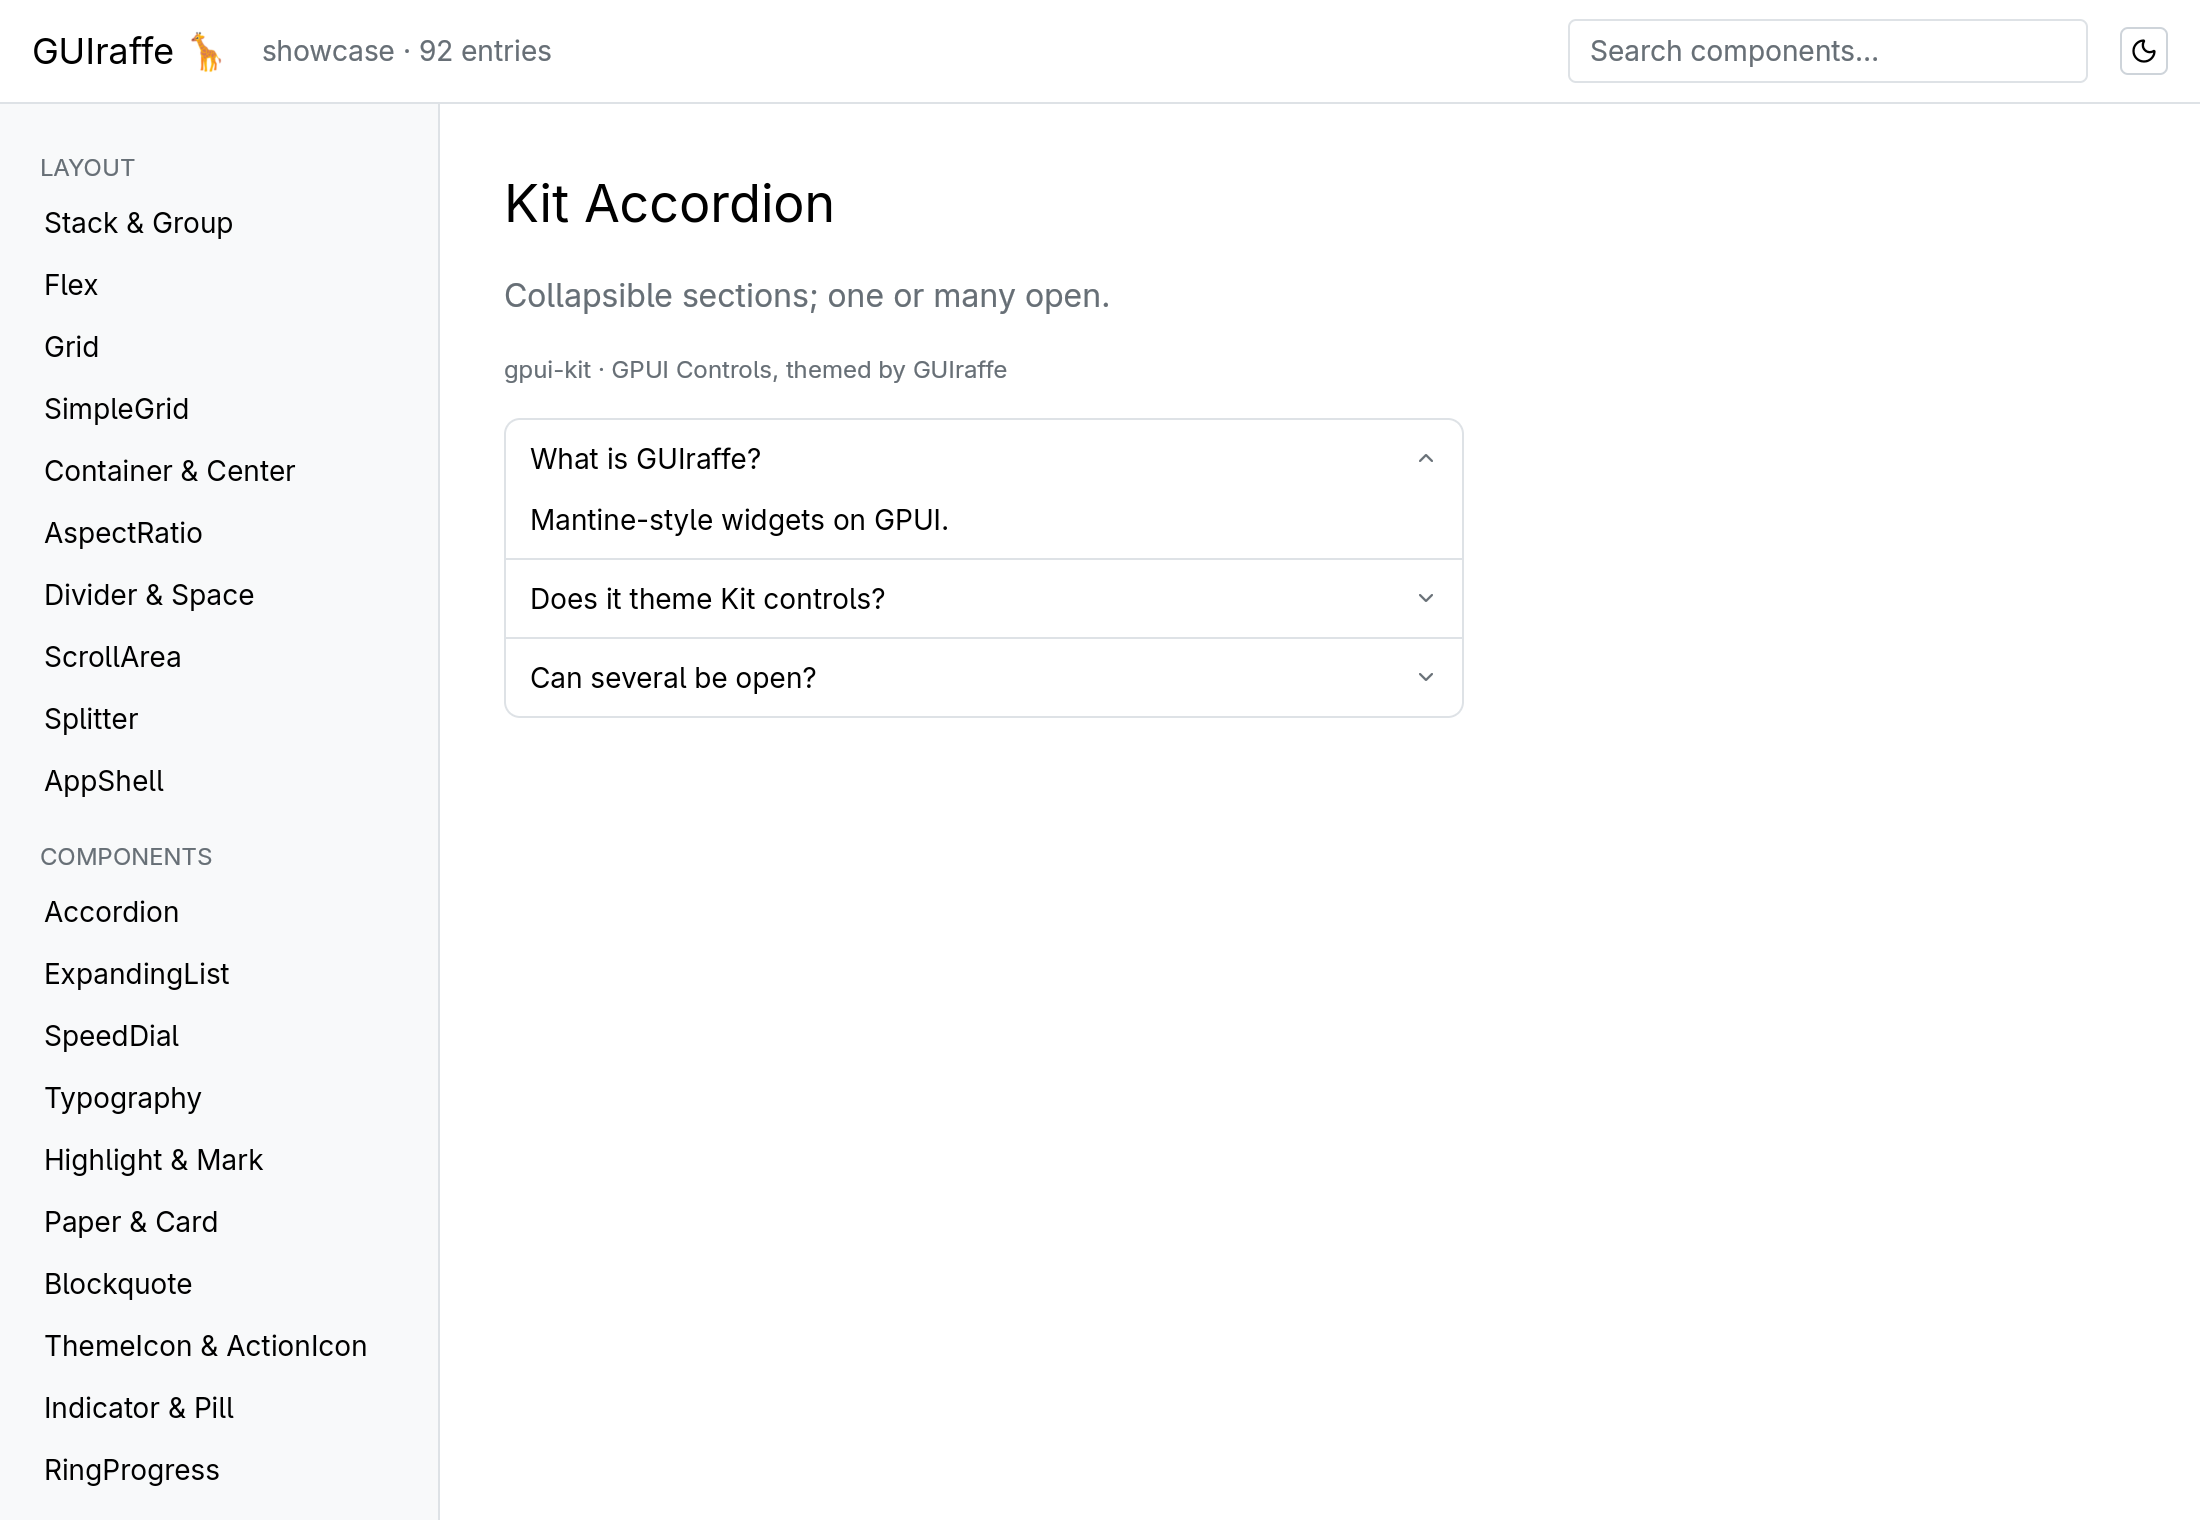 GUIraffe 🦒 showcase · 92 entries Search components...
LAYOUT
Stack & Group
Flex
Grid
SimpleGrid
Container & Center
AspectRatio
Divider & Space
ScrollArea
Splitter
AppShell
COMPONENTS
Accordion
ExpandingList
SpeedDial
Typography
Highlight & Mark
Paper & Card
Blockquote
ThemeIcon & ActionIcon
Indicator & Pill
RingProgress
Kit Accordion
Collapsible sections; one or many open.
gpui-kit · GPUI Controls, themed by GUIraffe
What is GUIraffe?
Mantine-style widgets on GPUI.
Does it theme Kit controls?
Can several be open?